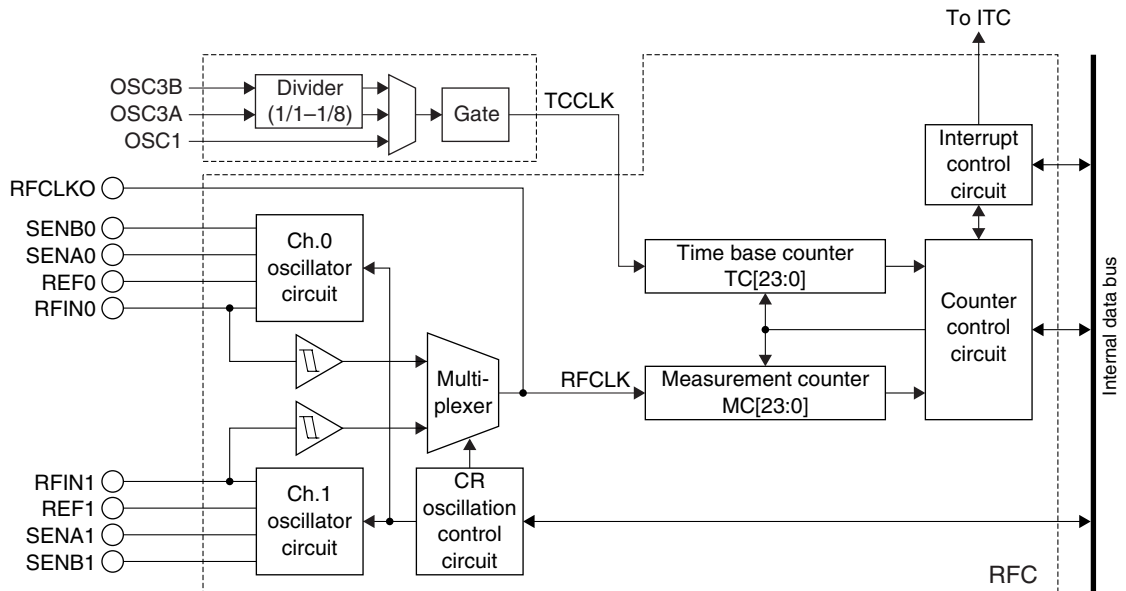 To ITC
OSC3B
OSC3A
OSC1
Divider
(1/1–1/8)
Gate
TCCLK
Interrupt
control
circuit
RFCLKO
SENB0
SENA0
REF0
RFIN0
Ch.0
oscillator
circuit
Time base counter
TC[23:0]
Counter
control
circuit
Internal data bus
Multi-
plexer
RFCLK
Measurement counter
MC[23:0]
RFIN1
REF1
SENA1
SENB1
Ch.1
oscillator
circuit
CR
oscillation
control
circuit
RFC